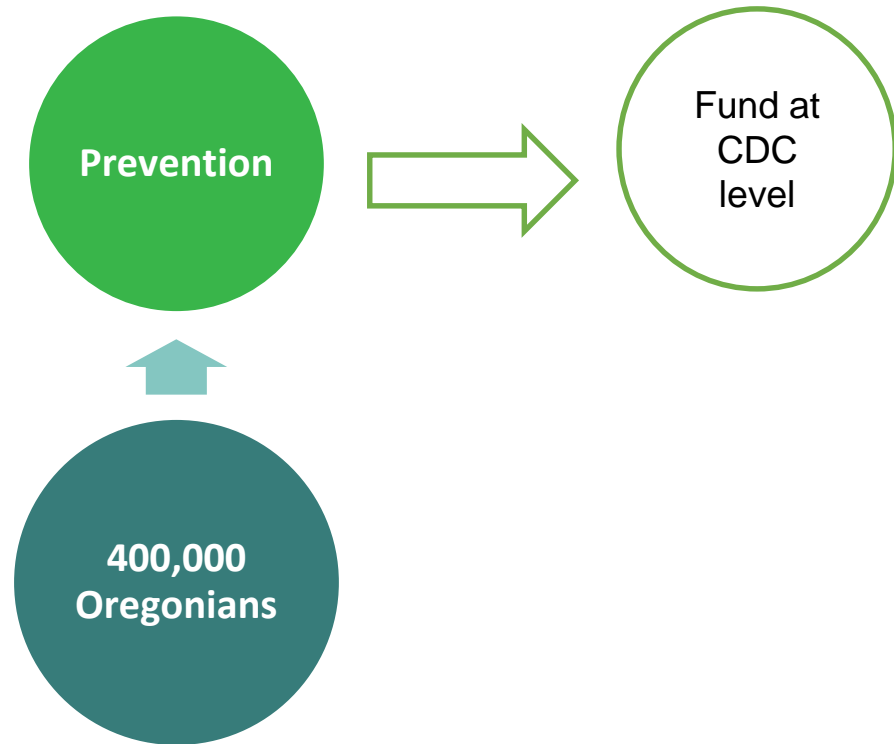 Prevention
Fund at
CDC
level
400,000
Oregonians